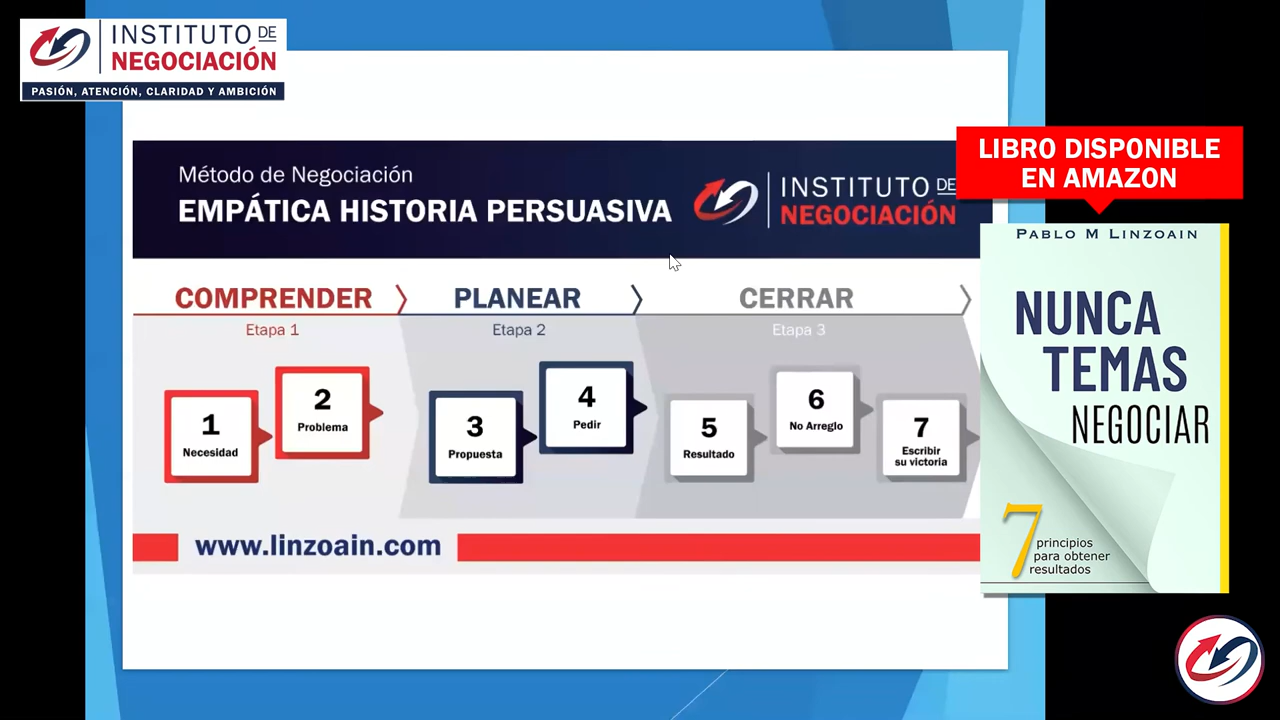 INSTITUTO DE
NEGOCIACIÓN
PASIÓN, ATENCIÓN, CLARIDAD Y AMBICIÓN
Método de Negociación
EMPÁTICA HISTORIA PERSUASIVA
INSTITUTO DE
NEGOCIACIÓN
COMPRENDER
Etapa 1
PLANEAR
Etapa 2
CERRAR
Etapa 3
1
Necesidad
2
Problema
3
Propuesta
4
Pedir
5
Resultado
6
No Arreglo
7
Escribir
su victoria
www.linzoain.com
LIBRO DISPONIBLE
EN AMAZON
PABLO M LINZOAIN
NUNCA
TEMAS
NEGOCIAR
7 principios
para obtener
resultados